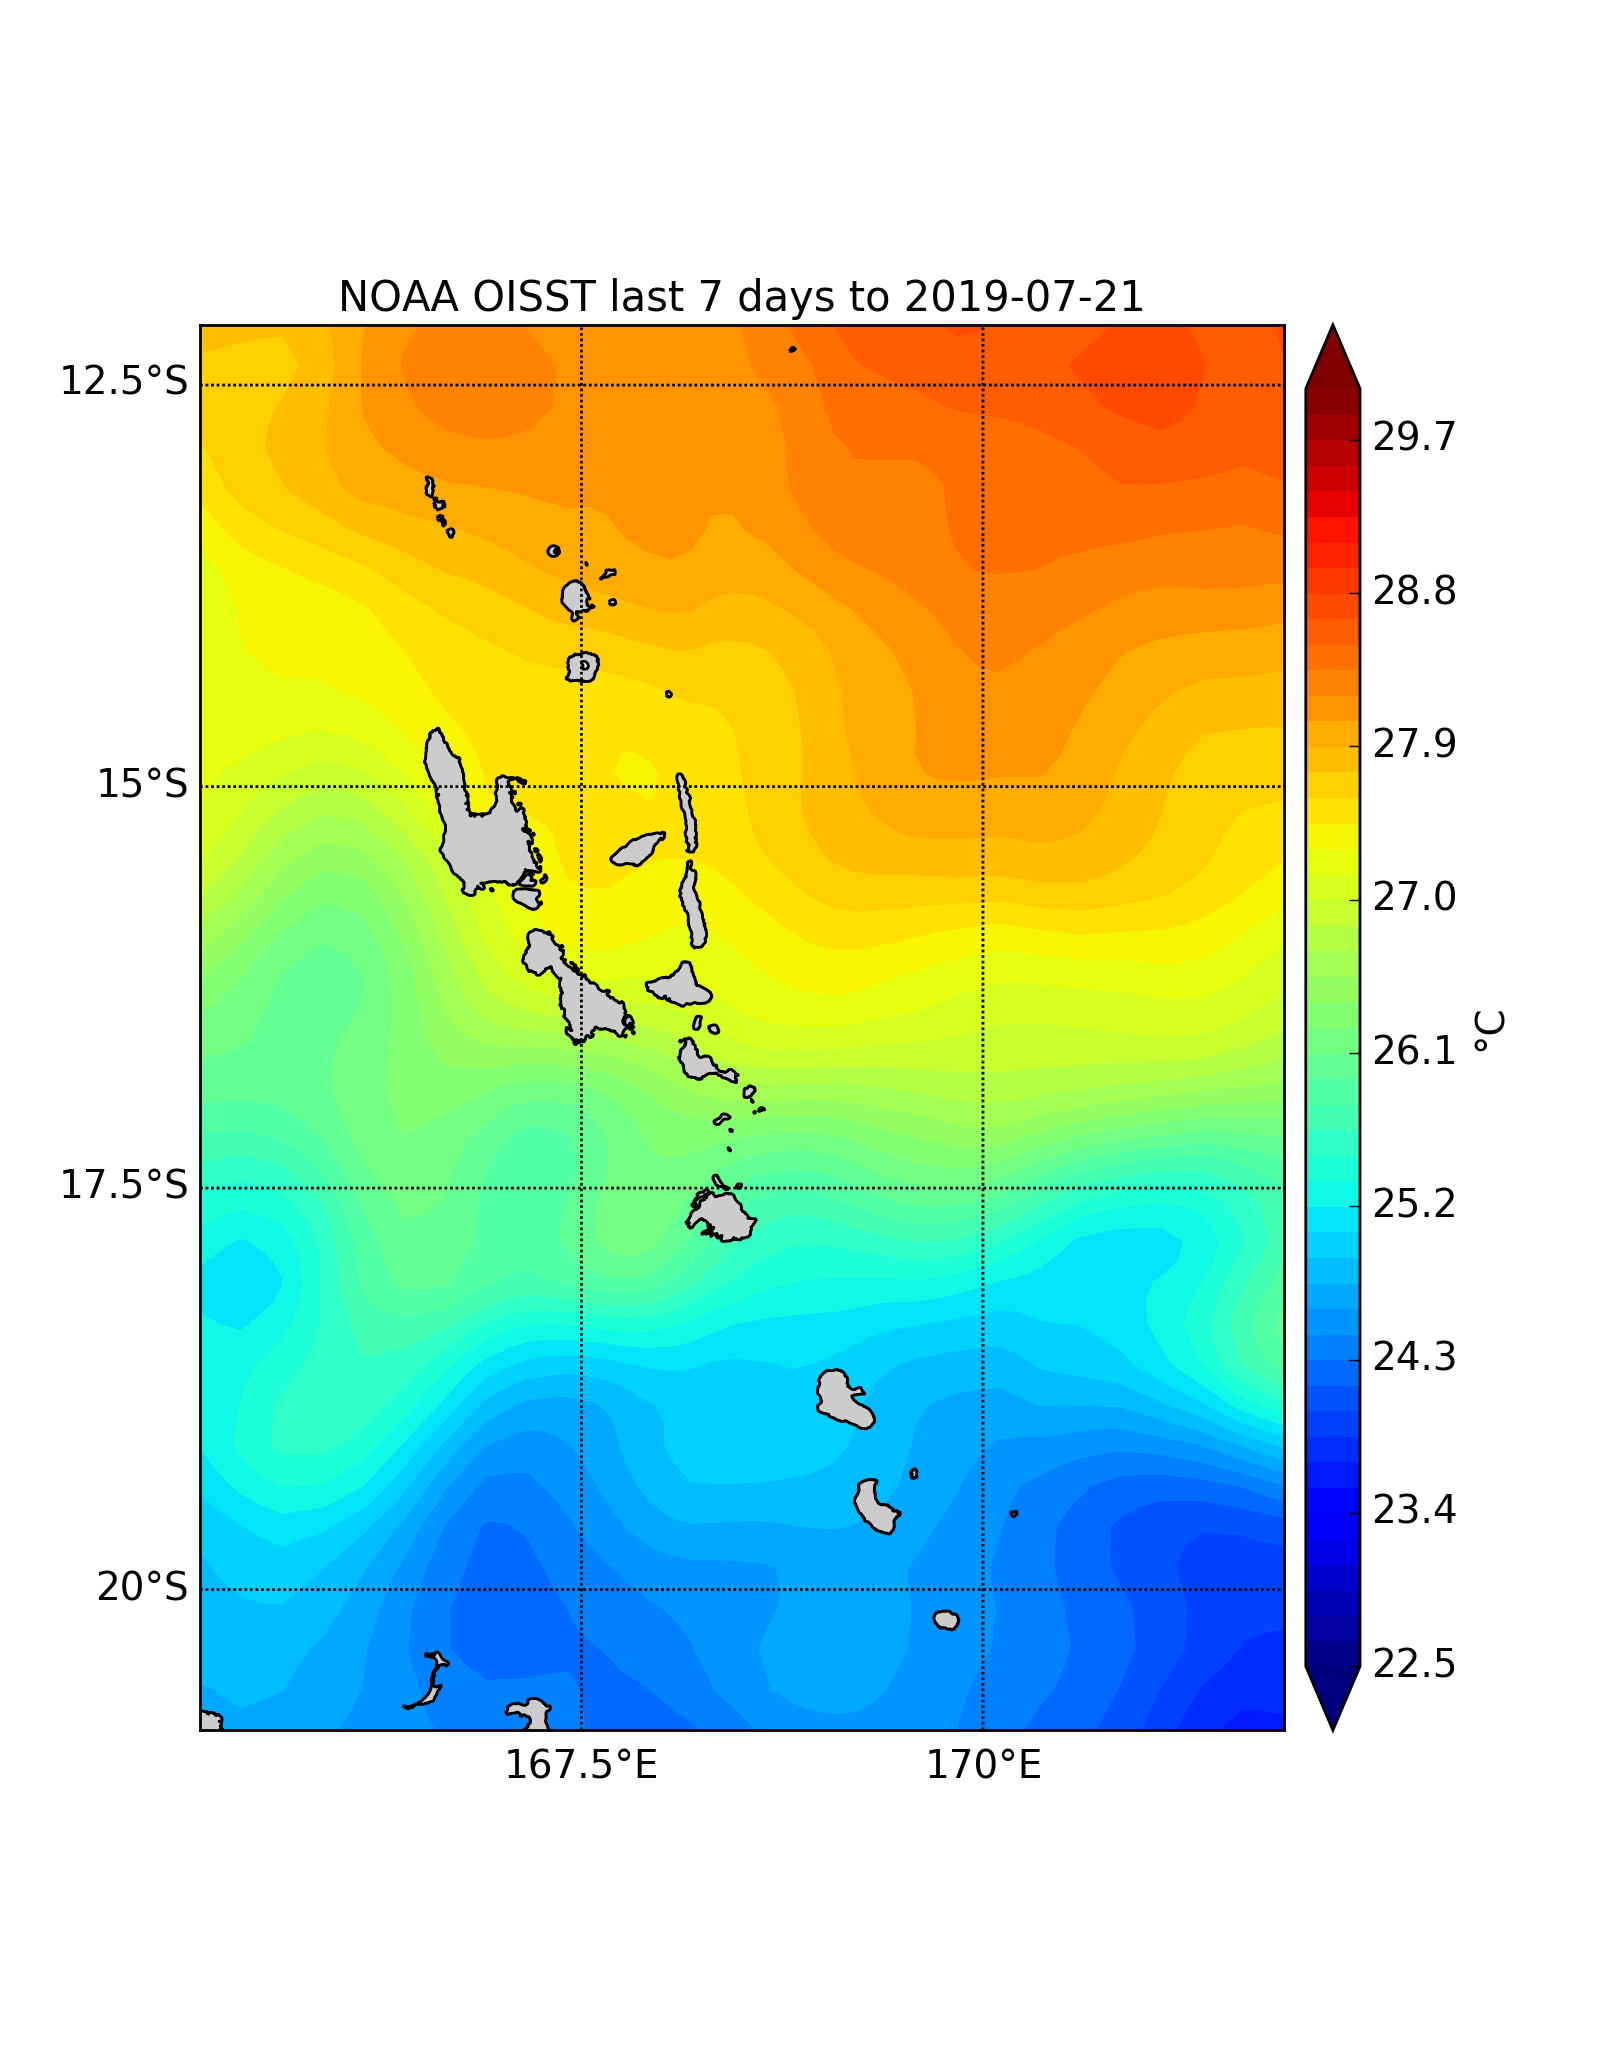 NOAA OISST last 7 days to 2019-07-21
12.5°S
15°S
17.5°S
20°S
167.5°E
170°E
29.7
28.8
27.9
27.0
26.1
25.2
24.3
23.4
22.5
°C